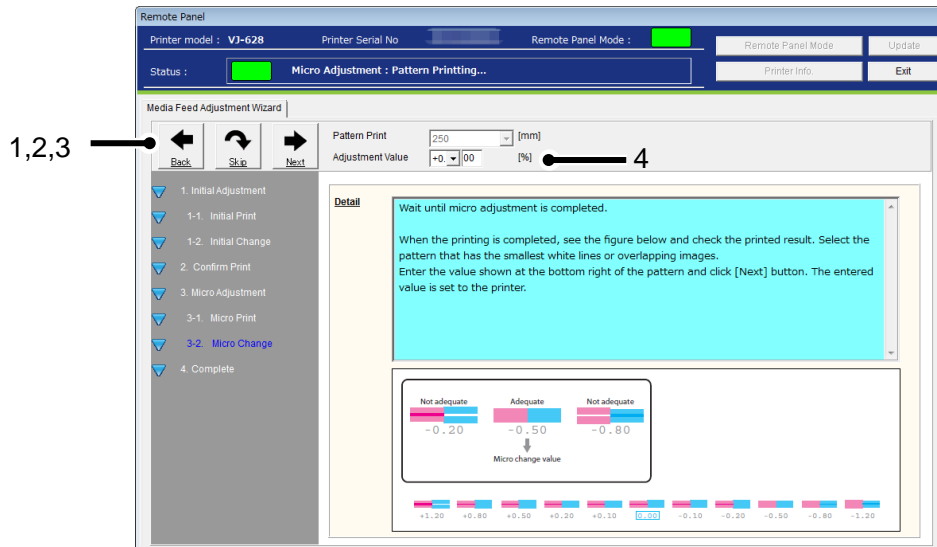 Remote Panel
Printer model : VJ-628 Printer Serial No Remote Panel Mode :
Remote Panel Mode Update
Status : Micro Adjustment : Pattern Printting...
Printer Info. Exit
Media Feed Adjustment Wizard
1,2,3
Back Skip Next
Pattern Print 250 [mm]
Adjustment Value +0. 00 [%]
4
1. Initial Adjustment
1-1. Initial Print
1-2. Initial Change
2. Confirm Print
3. Micro Adjustment
3-1. Micro Print
3-2. Micro Change
4. Complete
Detail
Wait until micro adjustment is completed.
When the printing is completed, see the figure below and check the printed result. Select the
pattern that has the smallest white lines or overlapping images.
Enter the value shown at the bottom right of the pattern and click [Next] button. The entered
value is set to the printer.
Not adequate Adequate Not adequate
-0.20 -0.50 -0.80
Micro change value
+1.20 +0.80 +0.50 +0.20 +0.10 0.00 -0.10 -0.20 -0.50 -0.80 -1.20